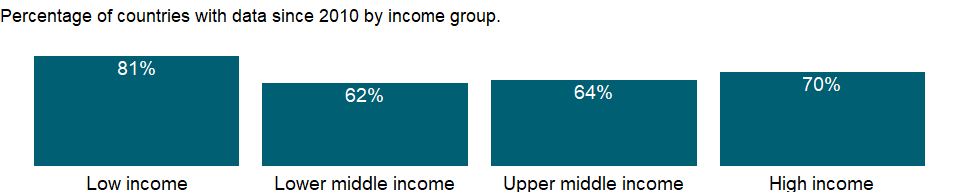 Percentage of countries with data since 2010 by income group.
81%
62%
64%
70%
Low income
Lower middle income
Upper middle income
High income